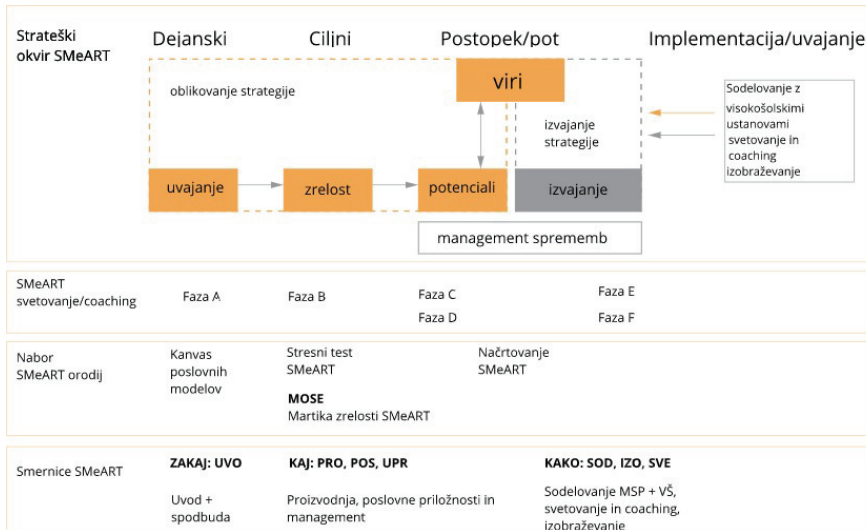 Strateški
okvir SMeART
Dejanski
Ciljni
Postopek/pot
Implementacija/uvajanje
oblikovanje strategije
viri
izvajanje
strategije
Sodelovanje z
visokošolskimi
ustanovami
svetovanje in
coaching
izobraževanje
uvajanje
zrelost
potenciali
izvajanje
management sprememb
SMeART
svetovanje/coaching
Faza A
Faza B
Faza C
Faza D
Faza E
Faza F
Nabor
SMeART orodij
Kanvas
poslovnih
modelov
Stresni test
SMeART
MOSE
Martika zrelosti SMeART
Načrtovanje
SMeART
Smernice SMeART
ZAKAJ: UVO
Uvod +
spodbuda
KAJ: PRO, POS, UPR
Proizvodnja, poslovne priložnosti in
management
KAKO: SOD, IZO, SVE
Sodelovanje MSP + VŠ,
svetovanje in coaching,
izobraževanje